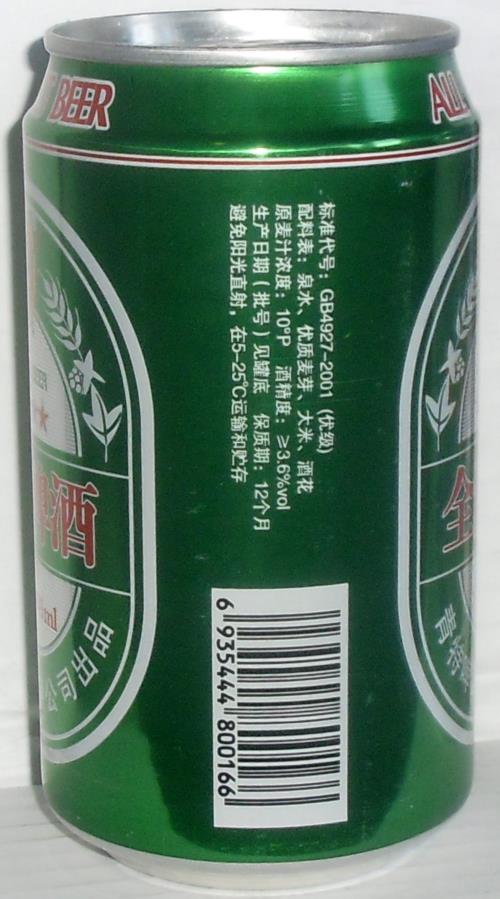 BEER
ALL
标准代号：GB4927-2001 (优级)
配料表：泉水、优质麦芽、大米、酒花
原麦汁浓度：10°P 酒精度：≥3.6%vol
生产日期（批号）见罐底 保质期：12个月
避免阳光直射，在5-25℃运输和贮存
酒
ml
公司出品
全
青
6 935444 800166